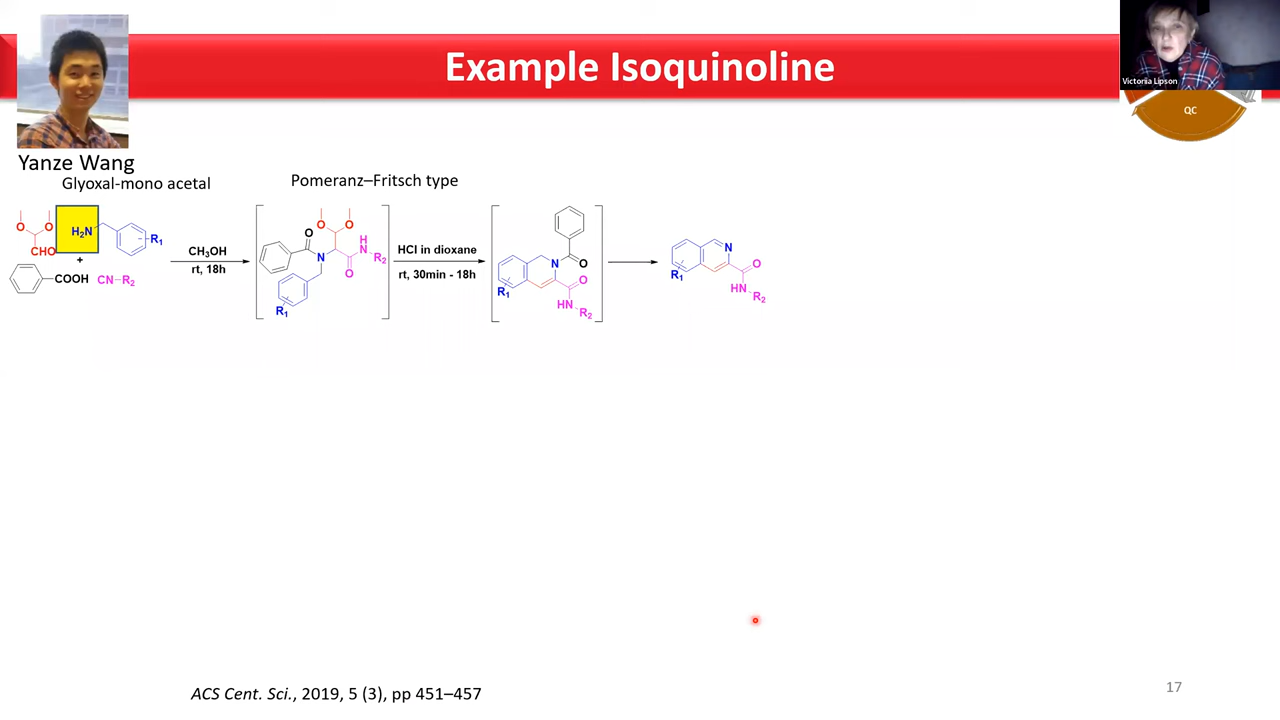 Example Isoquinoline
Victoriia Lipson
QC
Yanze Wang
Glyoxal-mono acetal
Pomeranz–Fritsch type
O O
CHO
H₂N
R₁
+
COOH
CN–R₂
CH₃OH
rt, 18h
O O
O
N
H
N
R₂
O
R₁
HCl in dioxane
rt, 30min - 18h
N
O
O
HN
R₂
R₁
N
O
HN
R₂
R₁
ACS Cent. Sci., 2019, 5 (3), pp 451–457
17